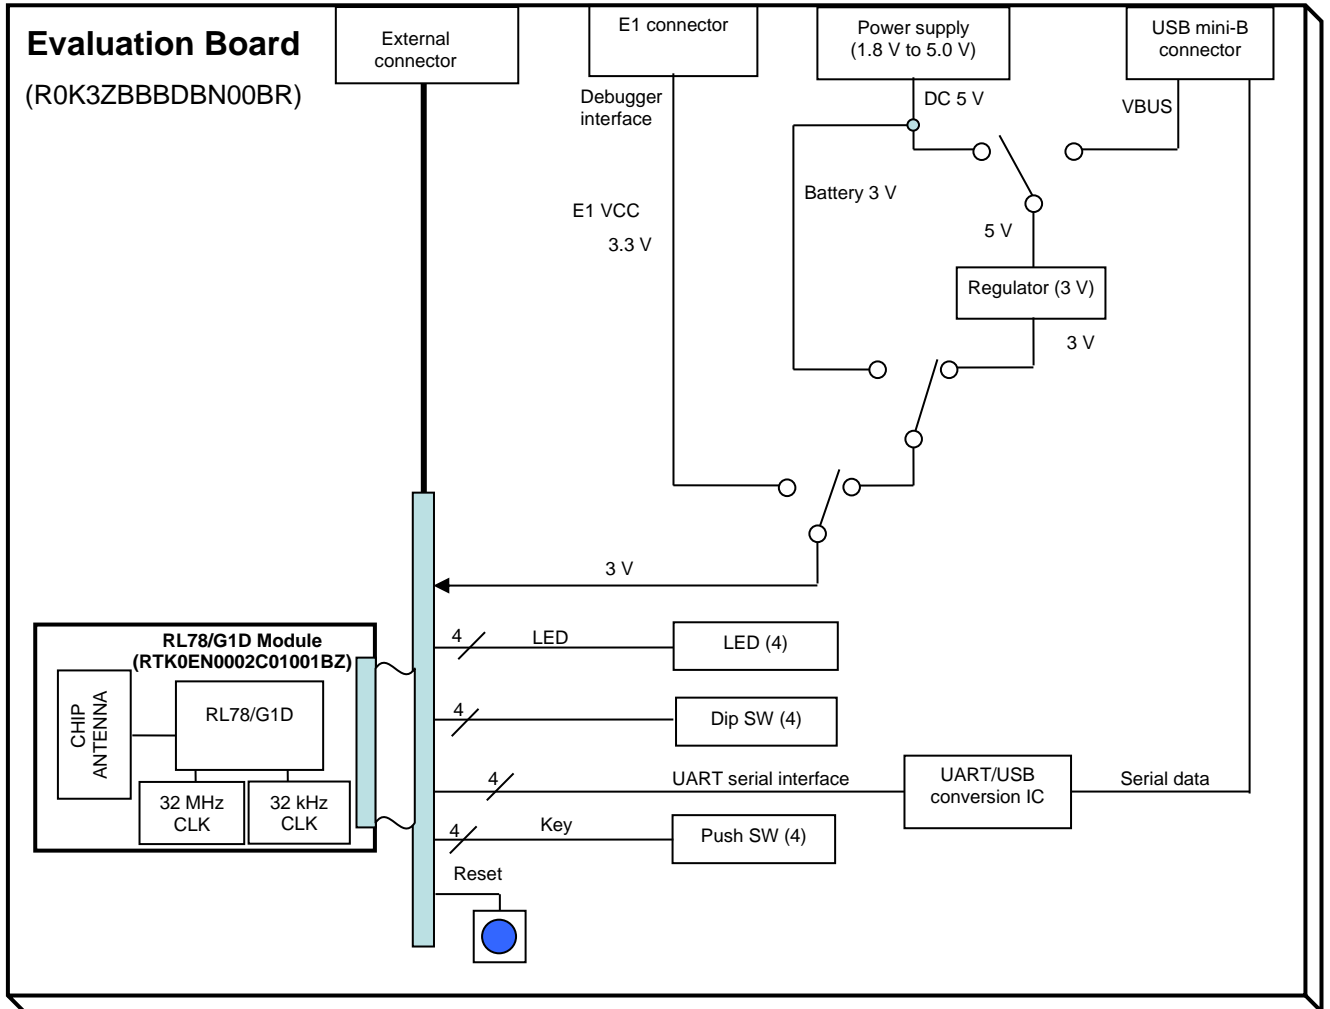 Evaluation Board
(R0K3ZBBBDBN00BR)
External
connector
E1 connector
Power supply
(1.8 V to 5.0 V)
USB mini-B
connector
Debugger
interface
DC 5 V
VBUS
Battery 3 V
E1 VCC
3.3 V
5 V
Regulator (3 V)
3 V
3 V
RL78/G1D Module
(RTK0EN0002C01001BZ)
CHIP
ANTENNA
RL78/G1D
32 MHz
CLK
32 kHz
CLK
4
LED
LED (4)
4
Dip SW (4)
4
UART serial interface
UART/USB
conversion IC
Serial data
4
Key
Push SW (4)
Reset